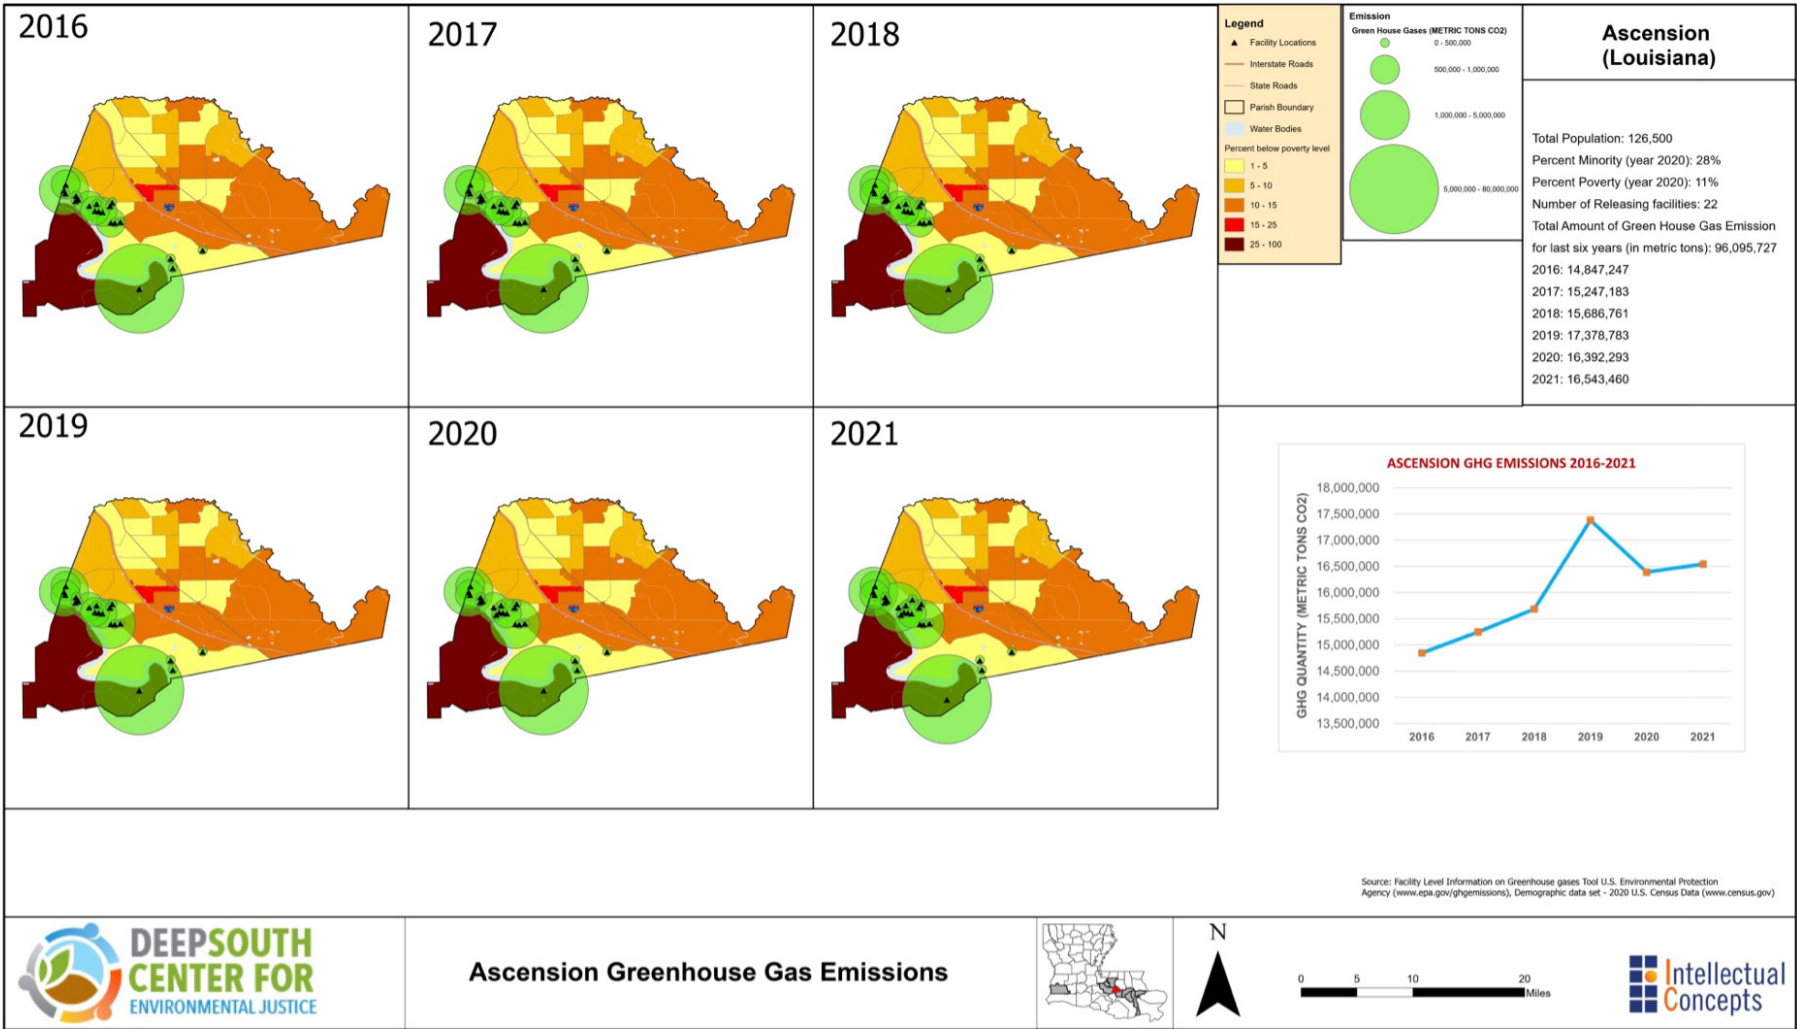 2016
2017
2018
Legend
Facility Locations
Interstate Roads
State Roads
Parish Boundary
Water Bodies
Percent below poverty level
1 - 5
5 - 10
10 - 15
15 - 25
25 - 100
Emission
Green House Gases (METRIC TONS CO2)
0 - 500,000
500,000 - 1,000,000
1,000,000 - 5,000,000
5,000,000 - 80,000,000
Ascension
(Louisiana)
Total Population: 126,500
Percent Minority (year 2020): 28%
Percent Poverty (year 2020): 11%
Number of Releasing facilities: 22
Total Amount of Green House Gas Emission
for last six years (in metric tons): 96,095,727
2016: 14,847,247
2017: 15,247,183
2018: 15,686,761
2019: 17,378,783
2020: 16,392,293
2021: 16,543,460
2019
2020
2021
ASCENSION GHG EMISSIONS 2016-2021
GHG QUANTITY (METRIC TONS CO2)
18,000,000
17,500,000
17,000,000
16,500,000
16,000,000
15,500,000
15,000,000
14,500,000
14,000,000
13,500,000
2016 2017 2018 2019 2020 2021
Source: Facility Level Information on Greenhouse gases Tool U.S. Environmental Protection
Agency (www.epa.gov/ghgemissions), Demographic data set - 2020 U.S. Census Data (www.census.gov)
DEEPSOUTH
CENTER FOR
ENVIRONMENTAL JUSTICE
Ascension Greenhouse Gas Emissions
N
0 5 10 20
Miles
Intellectual
Concepts